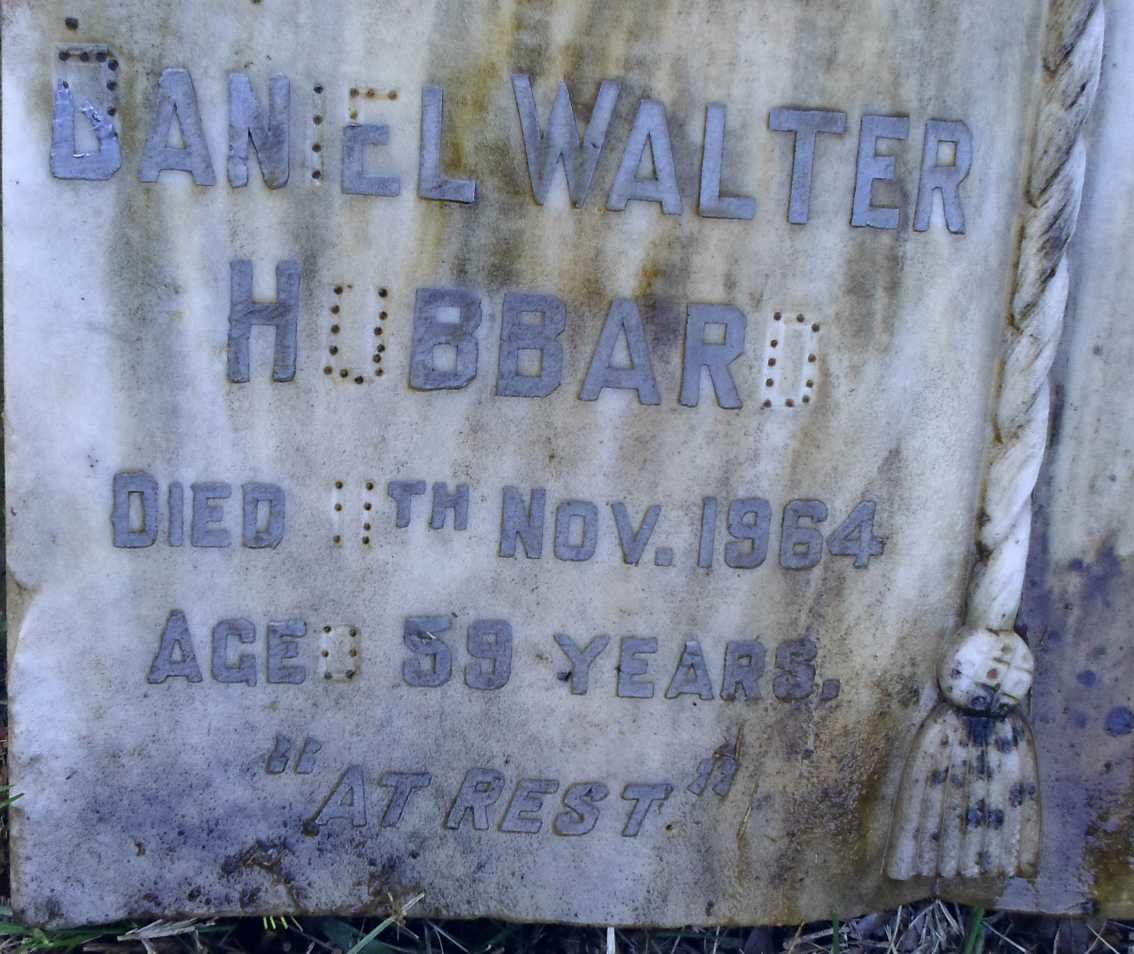 DANIEL WALTER
HUBBARD
DIED 11TH NOV. 1964
AGED 59 YEARS.
"AT REST"